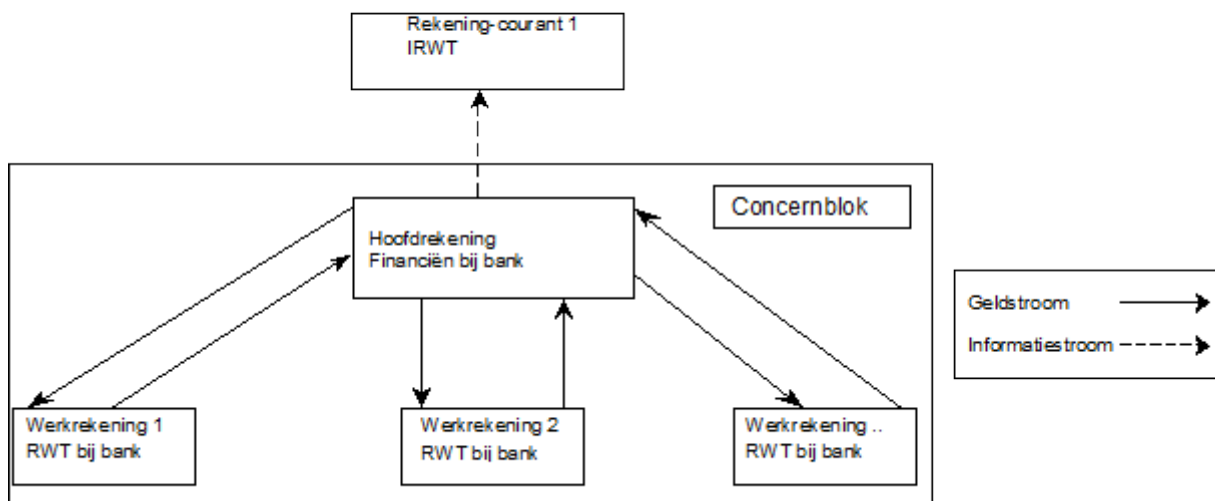 Rekening-courant 1
IRWT
Concernblok
Hoofdrekening
Financiën bij bank
Geldstroom
Informatiestroom
Werkrekening 1
RWT bij bank
Werkrekening 2
RWT bij bank
Werkrekening ..
RWT bij bank